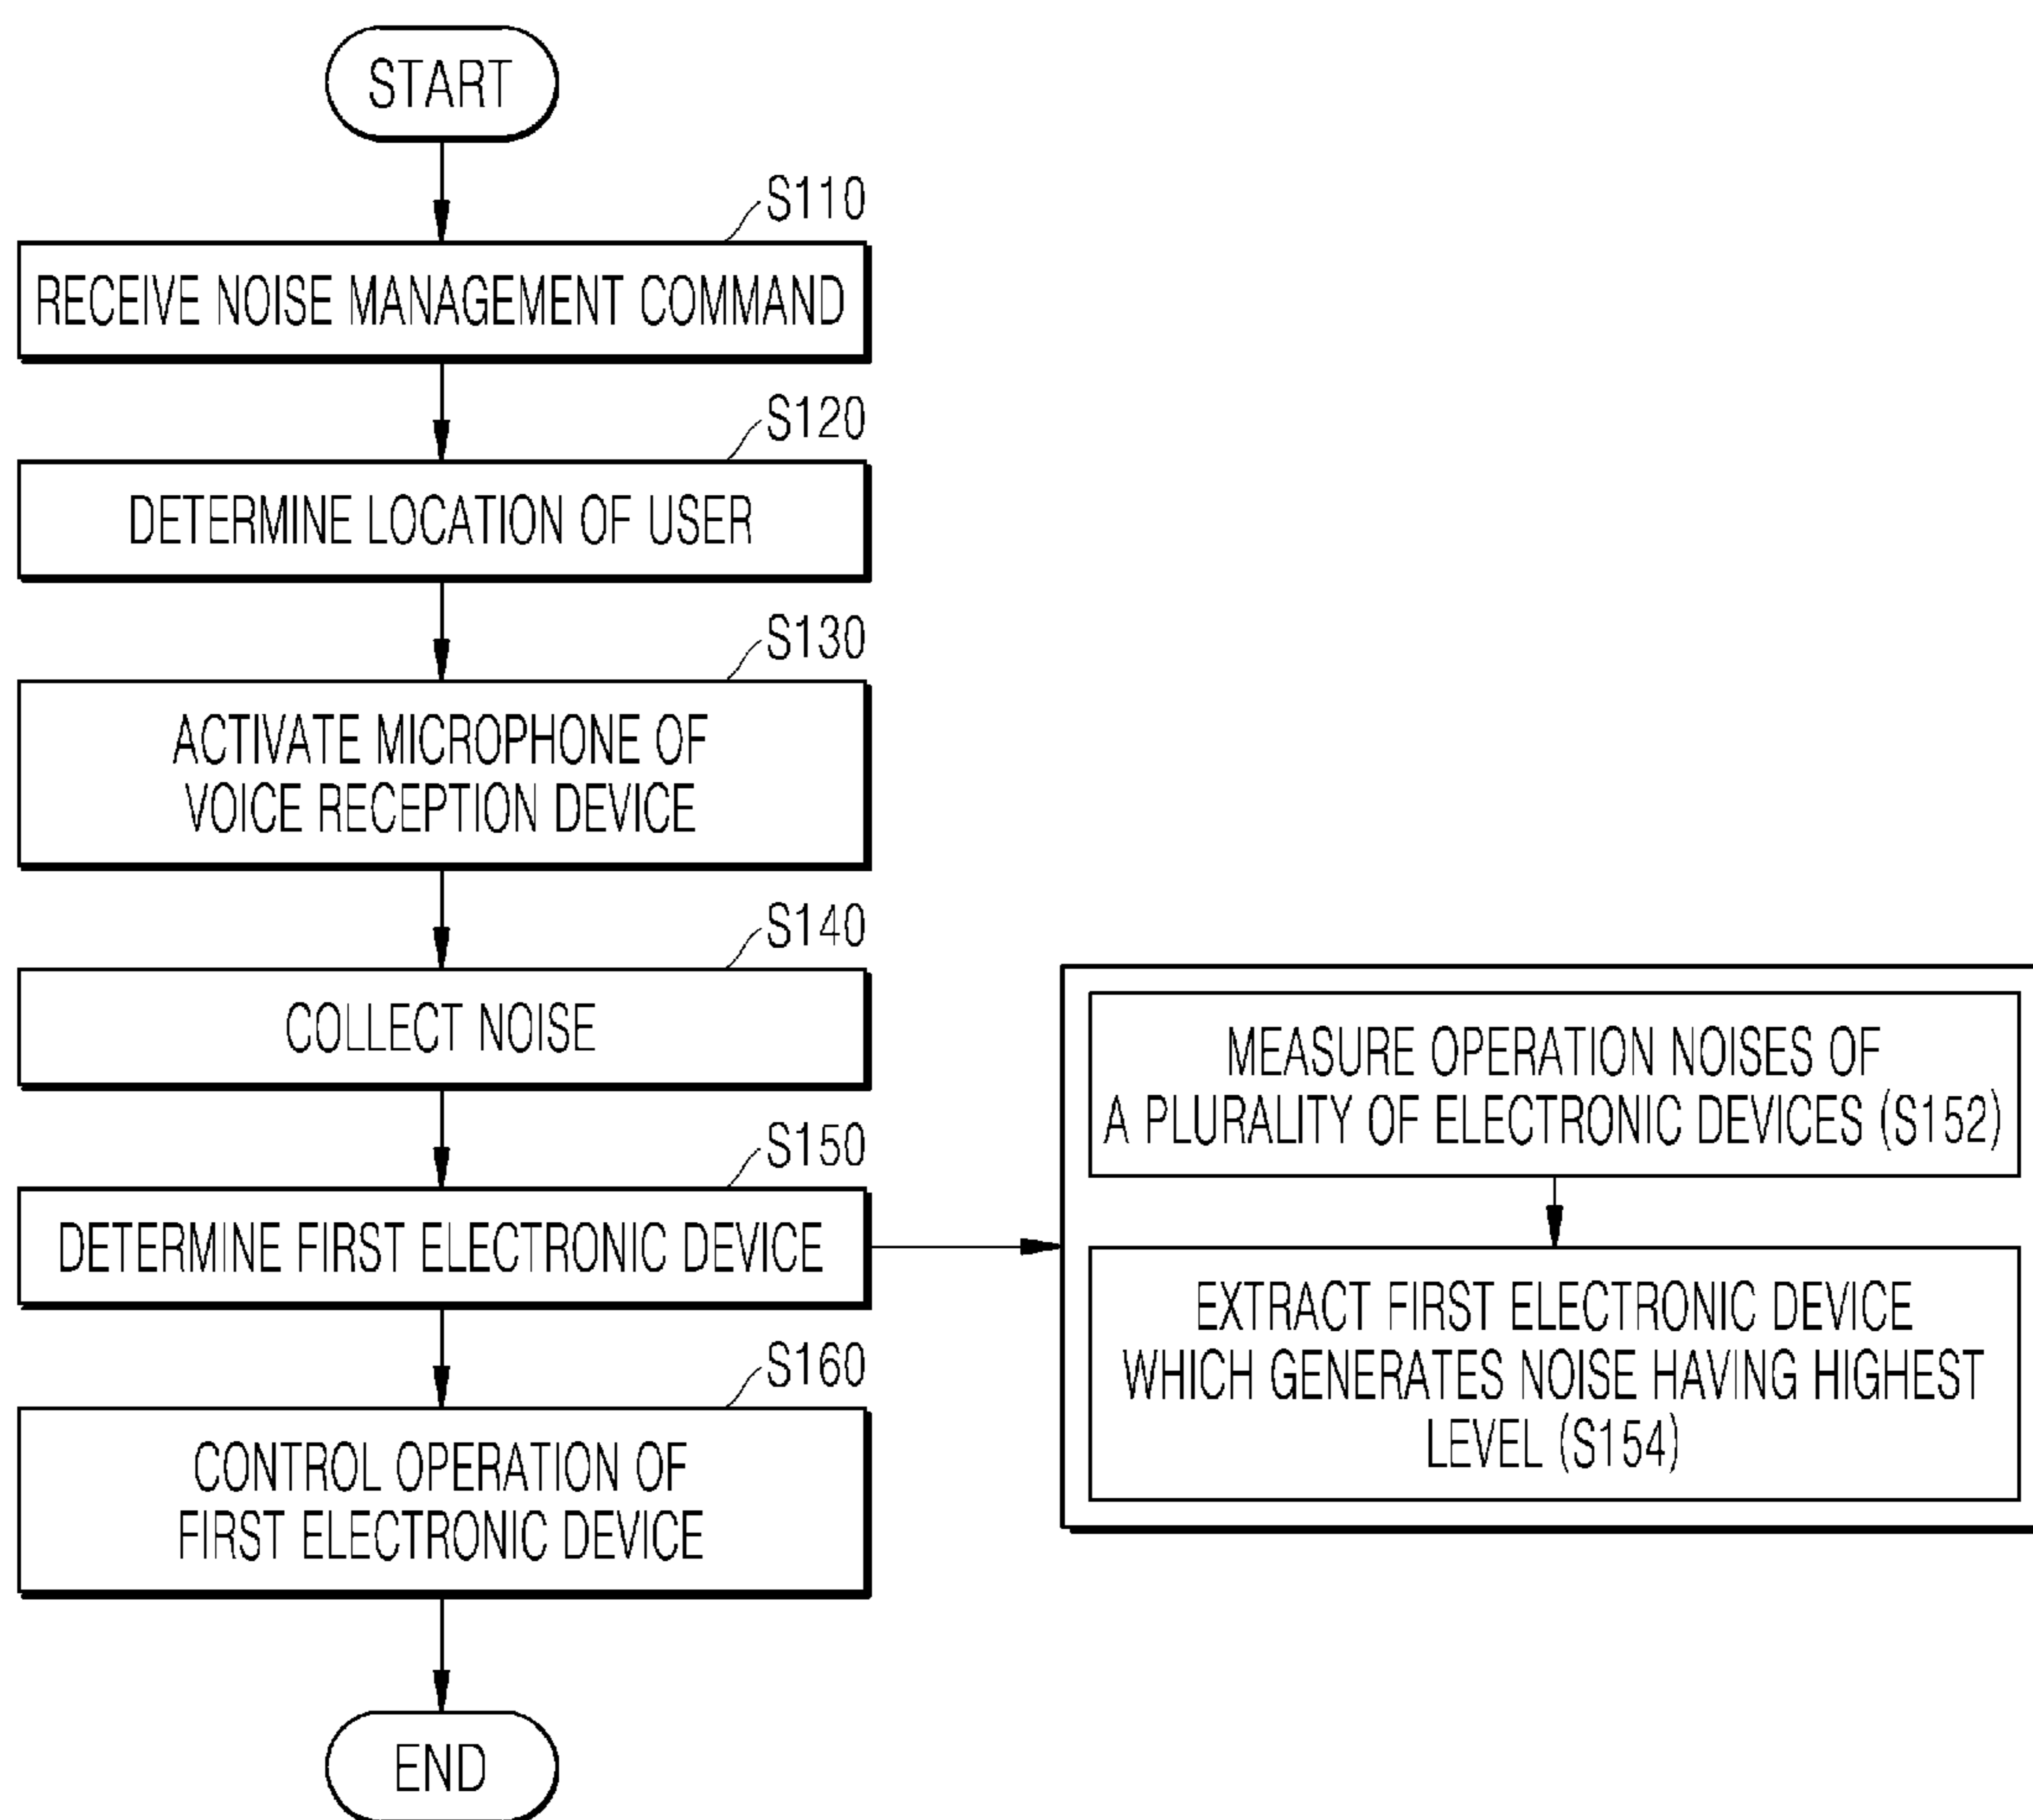 START
S110
RECEIVE NOISE MANAGEMENT COMMAND
S120
DETERMINE LOCATION OF USER
S130
ACTIVATE MICROPHONE OF
VOICE RECEPTION DEVICE
S140
COLLECT NOISE
S150
DETERMINE FIRST ELECTRONIC DEVICE
MEASURE OPERATION NOISES OF
A PLURALITY OF ELECTRONIC DEVICES (S152)
EXTRACT FIRST ELECTRONIC DEVICE
WHICH GENERATES NOISE HAVING HIGHEST
LEVEL (S154)
S160
CONTROL OPERATION OF
FIRST ELECTRONIC DEVICE
END